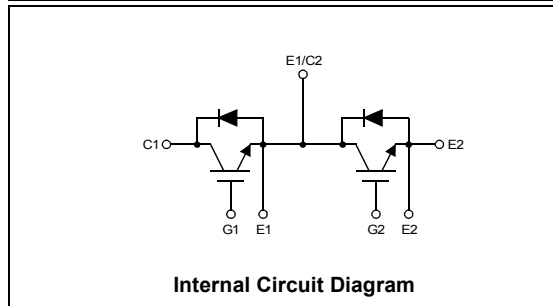 E1/C2
C1 E2
G1 E1 G2 E2
Internal Circuit Diagram